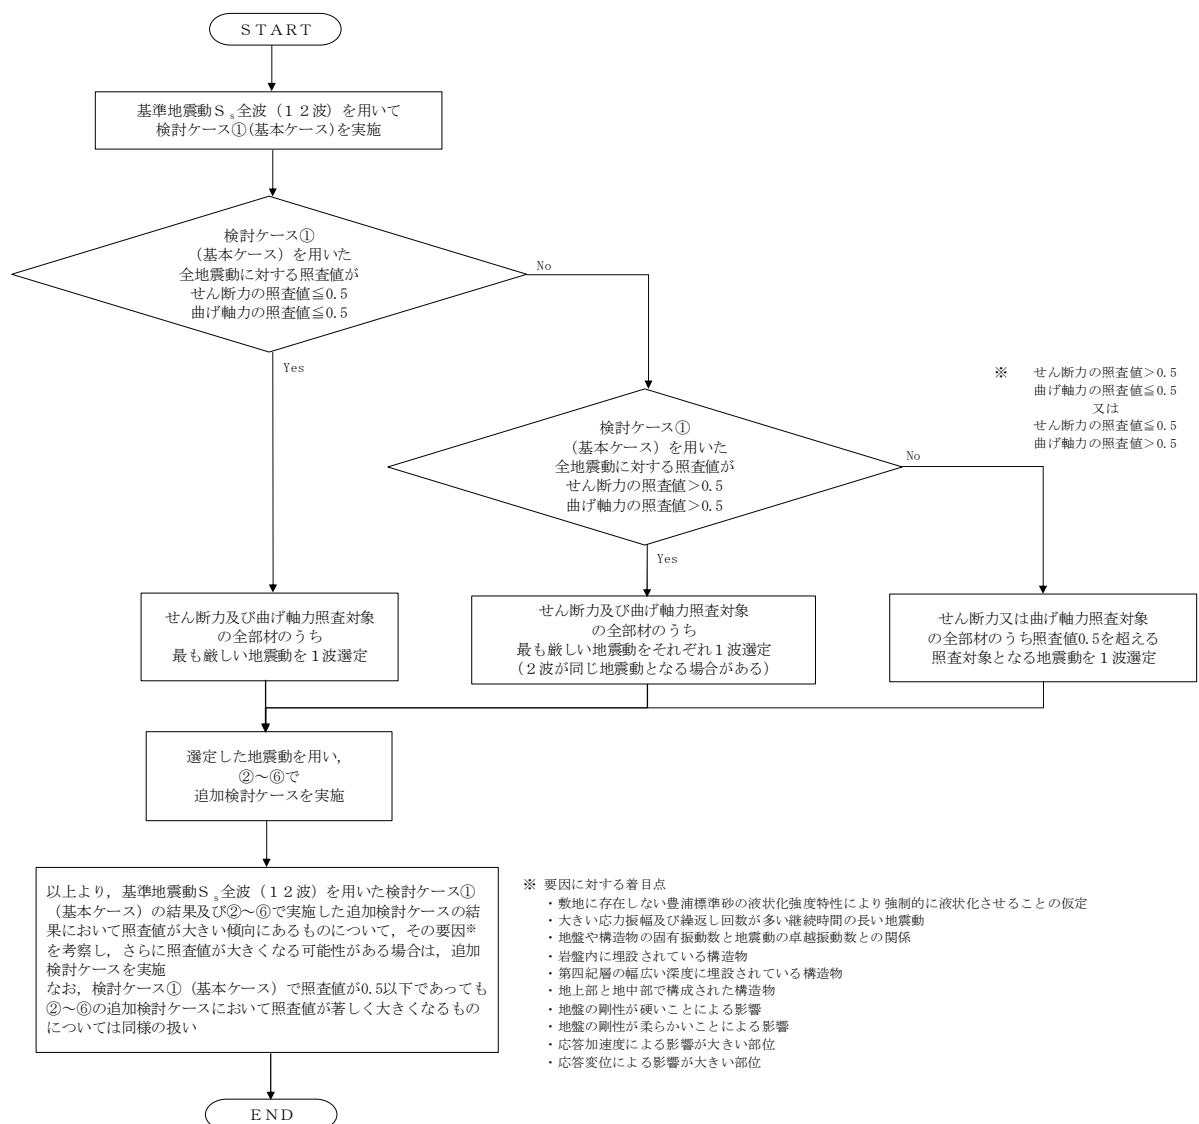 ＳＴＡＲＴ
基準地震動Ｓｓ全波（１２波）を用いて
検討ケース①(基本ケース)を実施
検討ケース①
（基本ケース）を用いた
全地震動に対する照査値が
せん断力の照査値≦0.5
曲げ軸力の照査値≦0.5
No
Yes
※ せん断力の照査値＞0.5
曲げ軸力の照査値≦0.5
又は
せん断力の照査値≦0.5
曲げ軸力の照査値＞0.5
検討ケース①
（基本ケース）を用いた
全地震動に対する照査値が
せん断力の照査値＞0.5
曲げ軸力の照査値＞0.5
No
Yes
せん断力及び曲げ軸力照査対象
の全部材のうち
最も厳しい地震動を１波選定
せん断力及び曲げ軸力照査対象
の全部材のうち
最も厳しい地震動をそれぞれ１波選定
（２波が同じ地震動となる場合がある）
せん断力又は曲げ軸力照査対象
の全部材のうち照査値0.5を超える
照査対象となる地震動を１波選定
選定した地震動を用い，
②～⑥で
追加検討ケースを実施
以上より，基準地震動Ｓｓ全波（１２波）を用いた検討ケース①
（基本ケース）の結果及び②～⑥で実施した追加検討ケースの結
果において照査値が大きい傾向にあるものについて，その要因※
を考察し，さらに照査値が大きくなる可能性がある場合は，追加
検討ケースを実施
なお，検討ケース①（基本ケース）で照査値が0.5以下であっても
②～⑥の追加検討ケースにおいて照査値が著しく大きくなるもの
については同様の扱い
※ 要因に対する着目点
・敷地に存在しない豊浦標準砂の液状化強度特性により強制的に液状化させることの仮定
・大きい応力振幅及び繰返し回数が多い継続時間の長い地震動
・地盤や構造物の固有振動数と地震動の卓越振動数との関係
・岩盤内に埋設されている構造物
・第四紀層の幅広い深度に埋設されている構造物
・地上部と地中部で構成された構造物
・地盤の剛性が硬いことによる影響
・地盤の剛性が柔らかいことによる影響
・応答加速度による影響が大きい部位
・応答変位による影響が大きい部位
ＥＮＤ